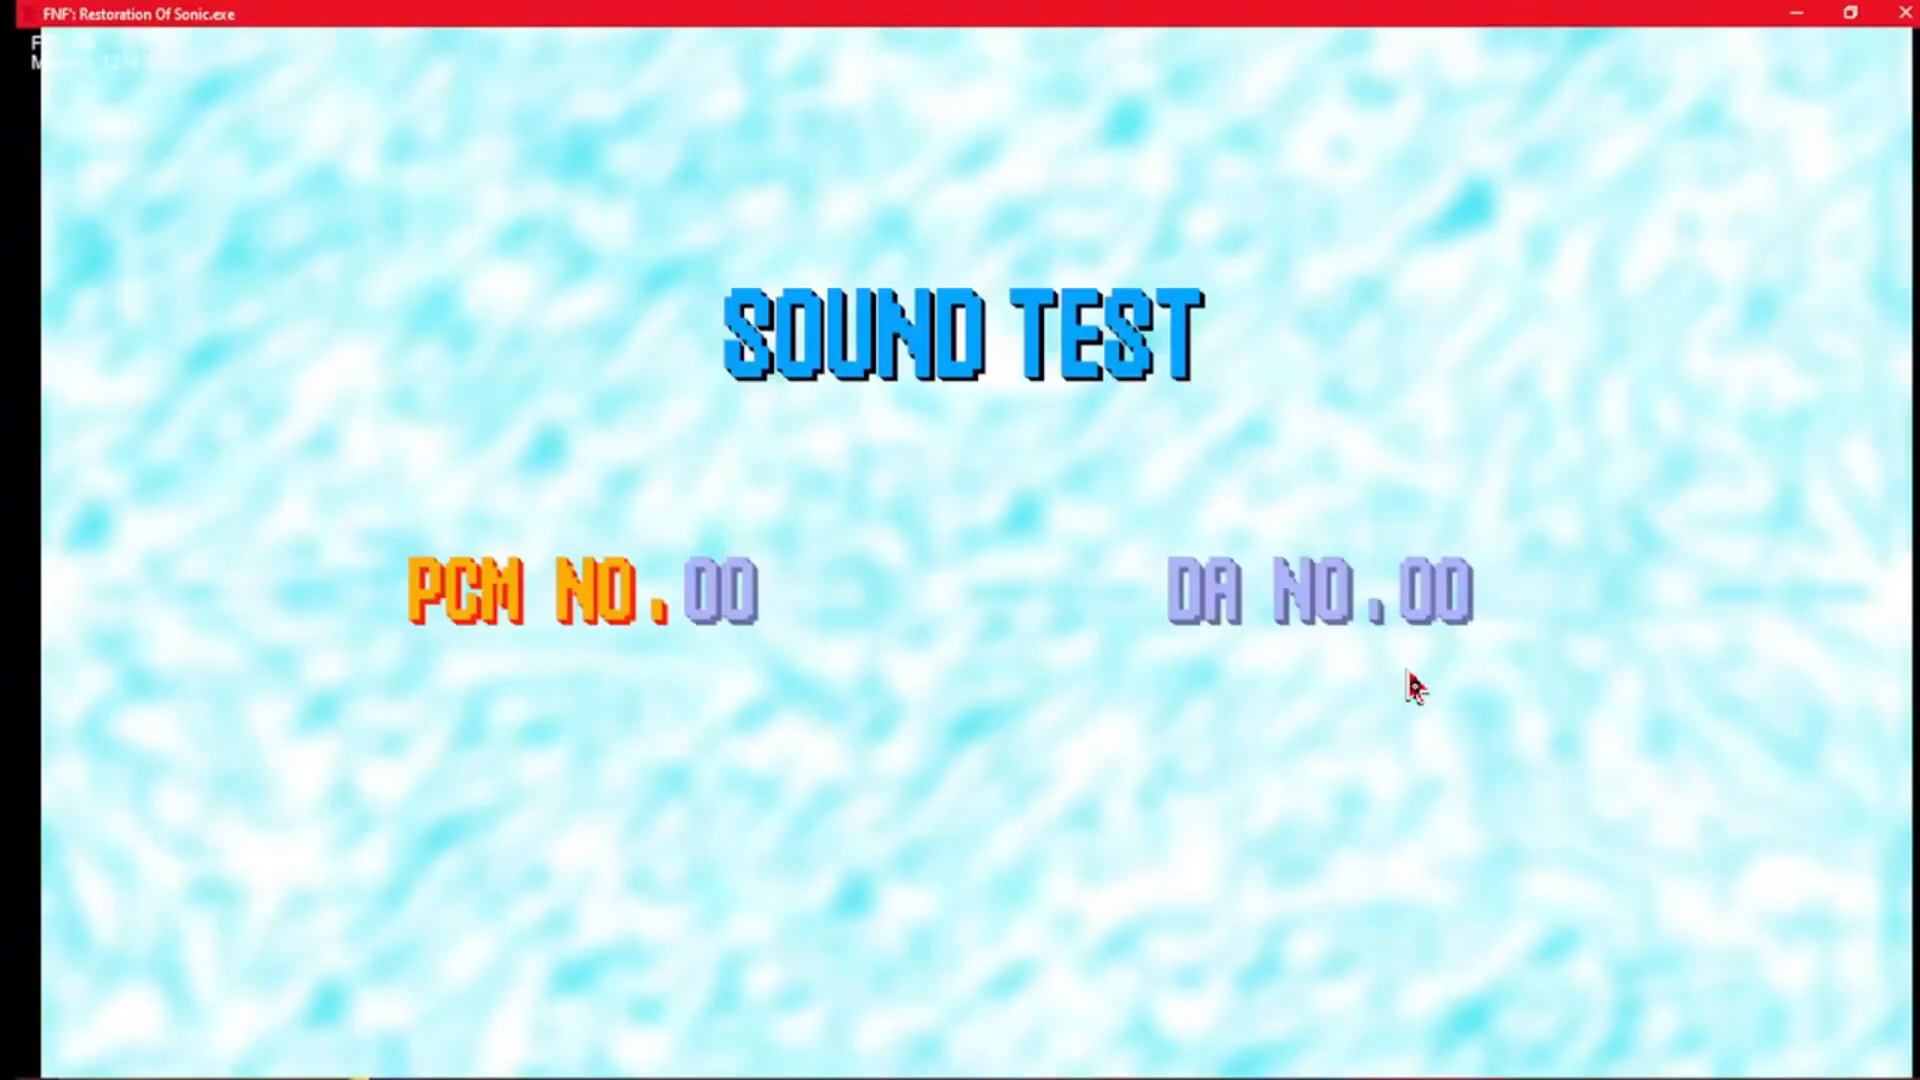 FNF': Restoration Of Sonic.exe
SOUND TEST
PCM NO.00
DA NO.00